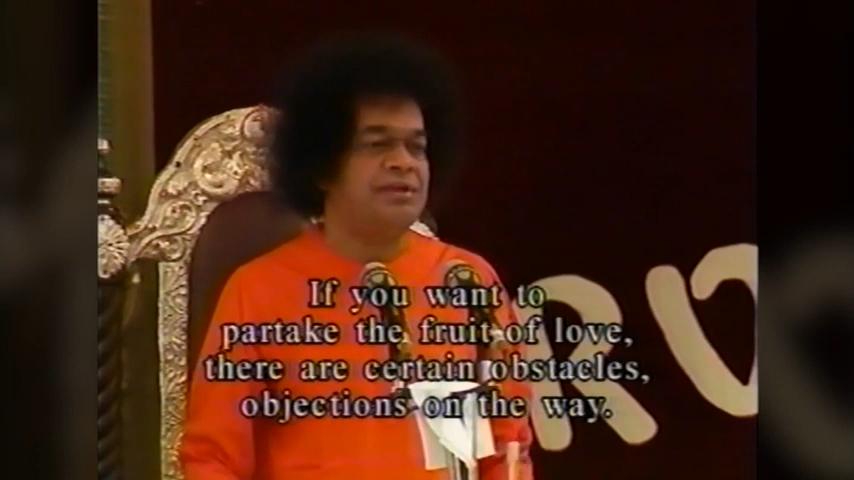 If you want to
partake the fruit of love,
there are certain obstacles,
objections on the way.